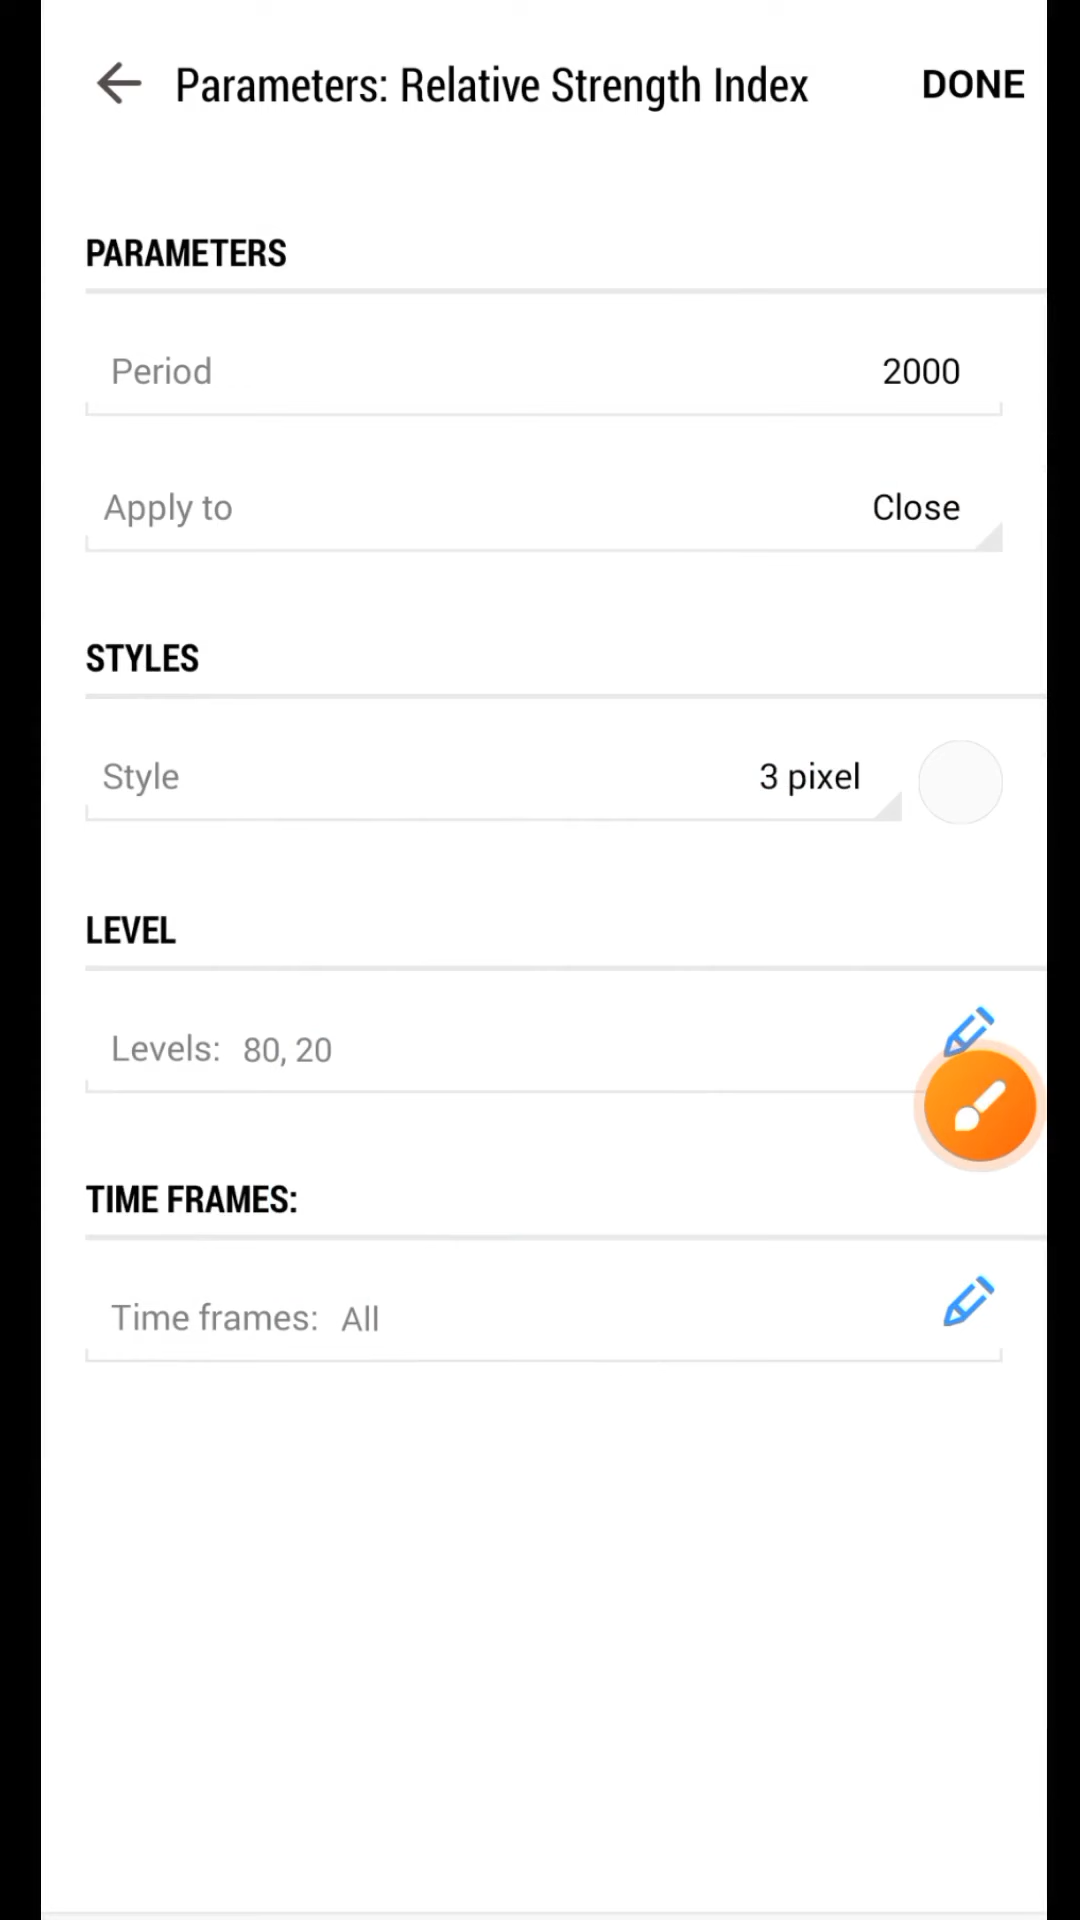 Parameters: Relative Strength Index DONE
PARAMETERS
Period 2000
Apply to Close
STYLES
Style 3 pixel
LEVEL
Levels: 80, 20
TIME FRAMES:
Time frames: All